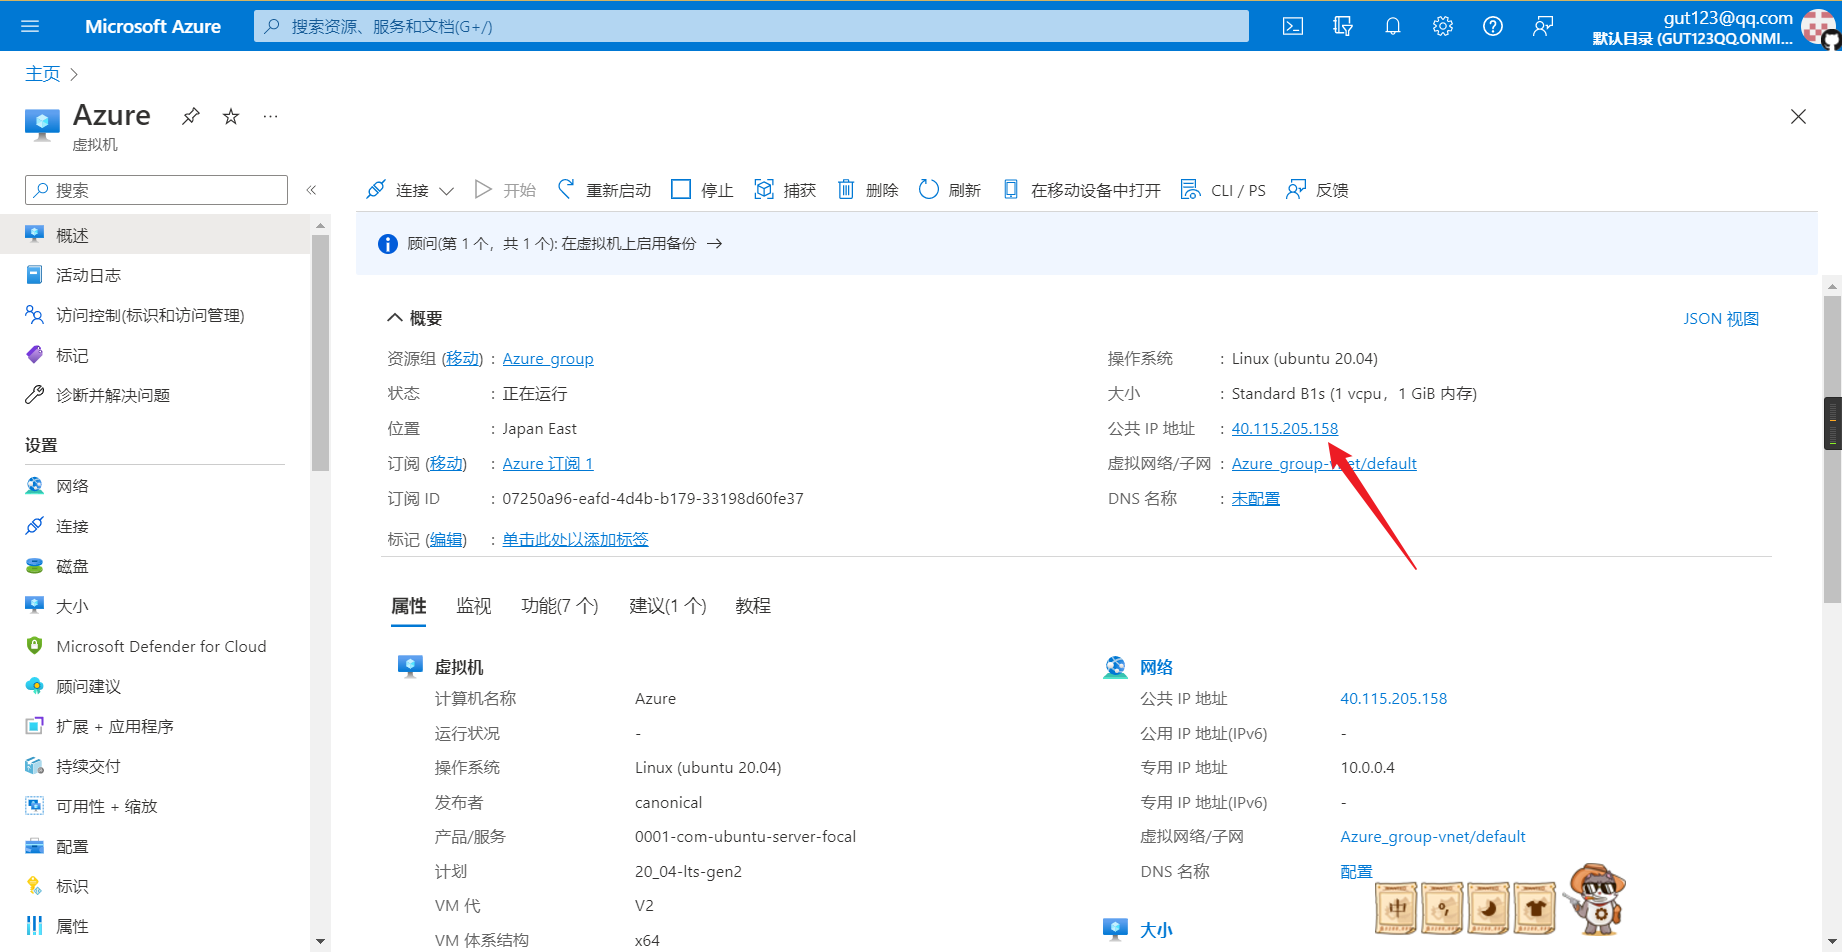 Microsoft Azure
搜索资源、服务和文档(G+/)
gut123@qq.com
默认目录 (GUT123QQ.ONMI...
主页
Azure
虚拟机
搜索
连接
开始
重新启动
停止
捕获
删除
刷新
在移动设备中打开
CLI / PS
反馈
概述
活动日志
访问控制(标识和访问管理)
标记
诊断并解决问题
设置
网络
连接
磁盘
大小
Microsoft Defender for Cloud
顾问建议
扩展 + 应用程序
持续交付
可用性 + 缩放
配置
标识
属性
顾问(第 1 个，共 1 个): 在虚拟机上启用备份 →
概要
JSON 视图
资源组 (移动) : Azure_group
状态 : 正在运行
位置 : Japan East
订阅 (移动) : Azure 订阅 1
订阅 ID : 07250a96-eafd-4d4b-b179-33198d60fe37
标记 (编辑) : 单击此处以添加标签
操作系统 : Linux (ubuntu 20.04)
大小 : Standard B1s (1 vcpu，1 GiB 内存)
公共 IP 地址 : 40.115.205.158
虚拟网络/子网 : Azure_group-vnet/default
DNS 名称 : 未配置
属性 监视 功能(7 个) 建议(1 个) 教程
虚拟机
计算机名称 Azure
运行状况 -
操作系统 Linux (ubuntu 20.04)
发布者 canonical
产品/服务 0001-com-ubuntu-server-focal
计划 20_04-lts-gen2
VM 代 V2
VM 体系结构 x64
网络
公共 IP 地址 40.115.205.158
公用 IP 地址(IPv6) -
专用 IP 地址 10.0.0.4
专用 IP 地址(IPv6) -
虚拟网络/子网 Azure_group-vnet/default
DNS 名称 配置
大小
中